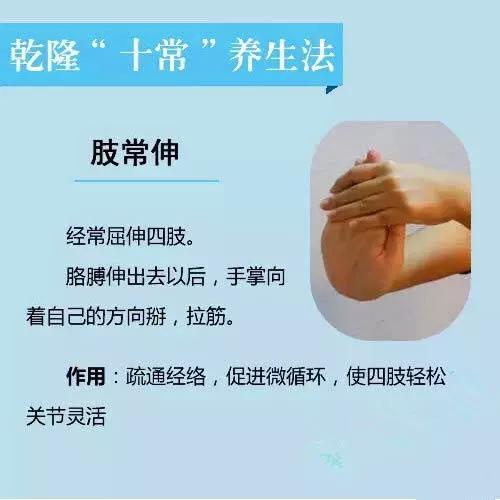 乾隆“十常”养生法
肢常伸
经常屈伸四肢。
胳膊伸出去以后，手掌向
着自己的方向掰，拉筋。
作用：疏通经络，促进微循环，使四肢轻松
关节灵活